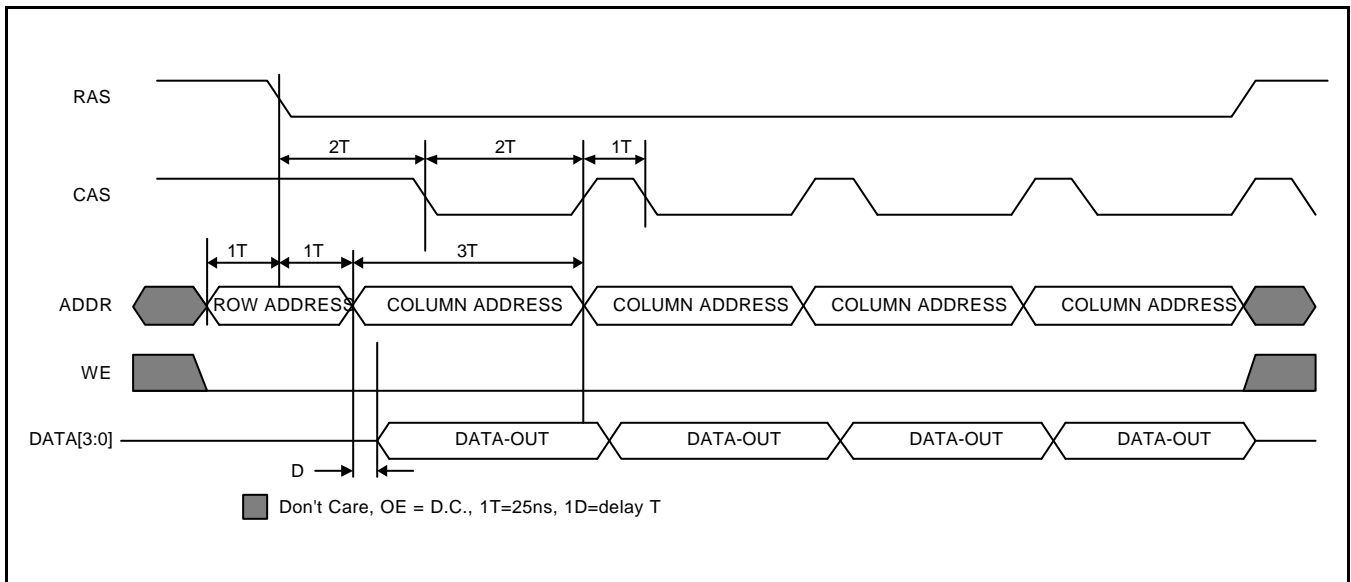 RAS
2T 2T 1T
CAS
1T 1T 3T
ADDR ROW ADDRESS COLUMN ADDRESS COLUMN ADDRESS COLUMN ADDRESS COLUMN ADDRESS
WE
DATA[3:0] DATA-OUT DATA-OUT DATA-OUT DATA-OUT
D
Don't Care, OE = D.C., 1T=25ns, 1D=delay T